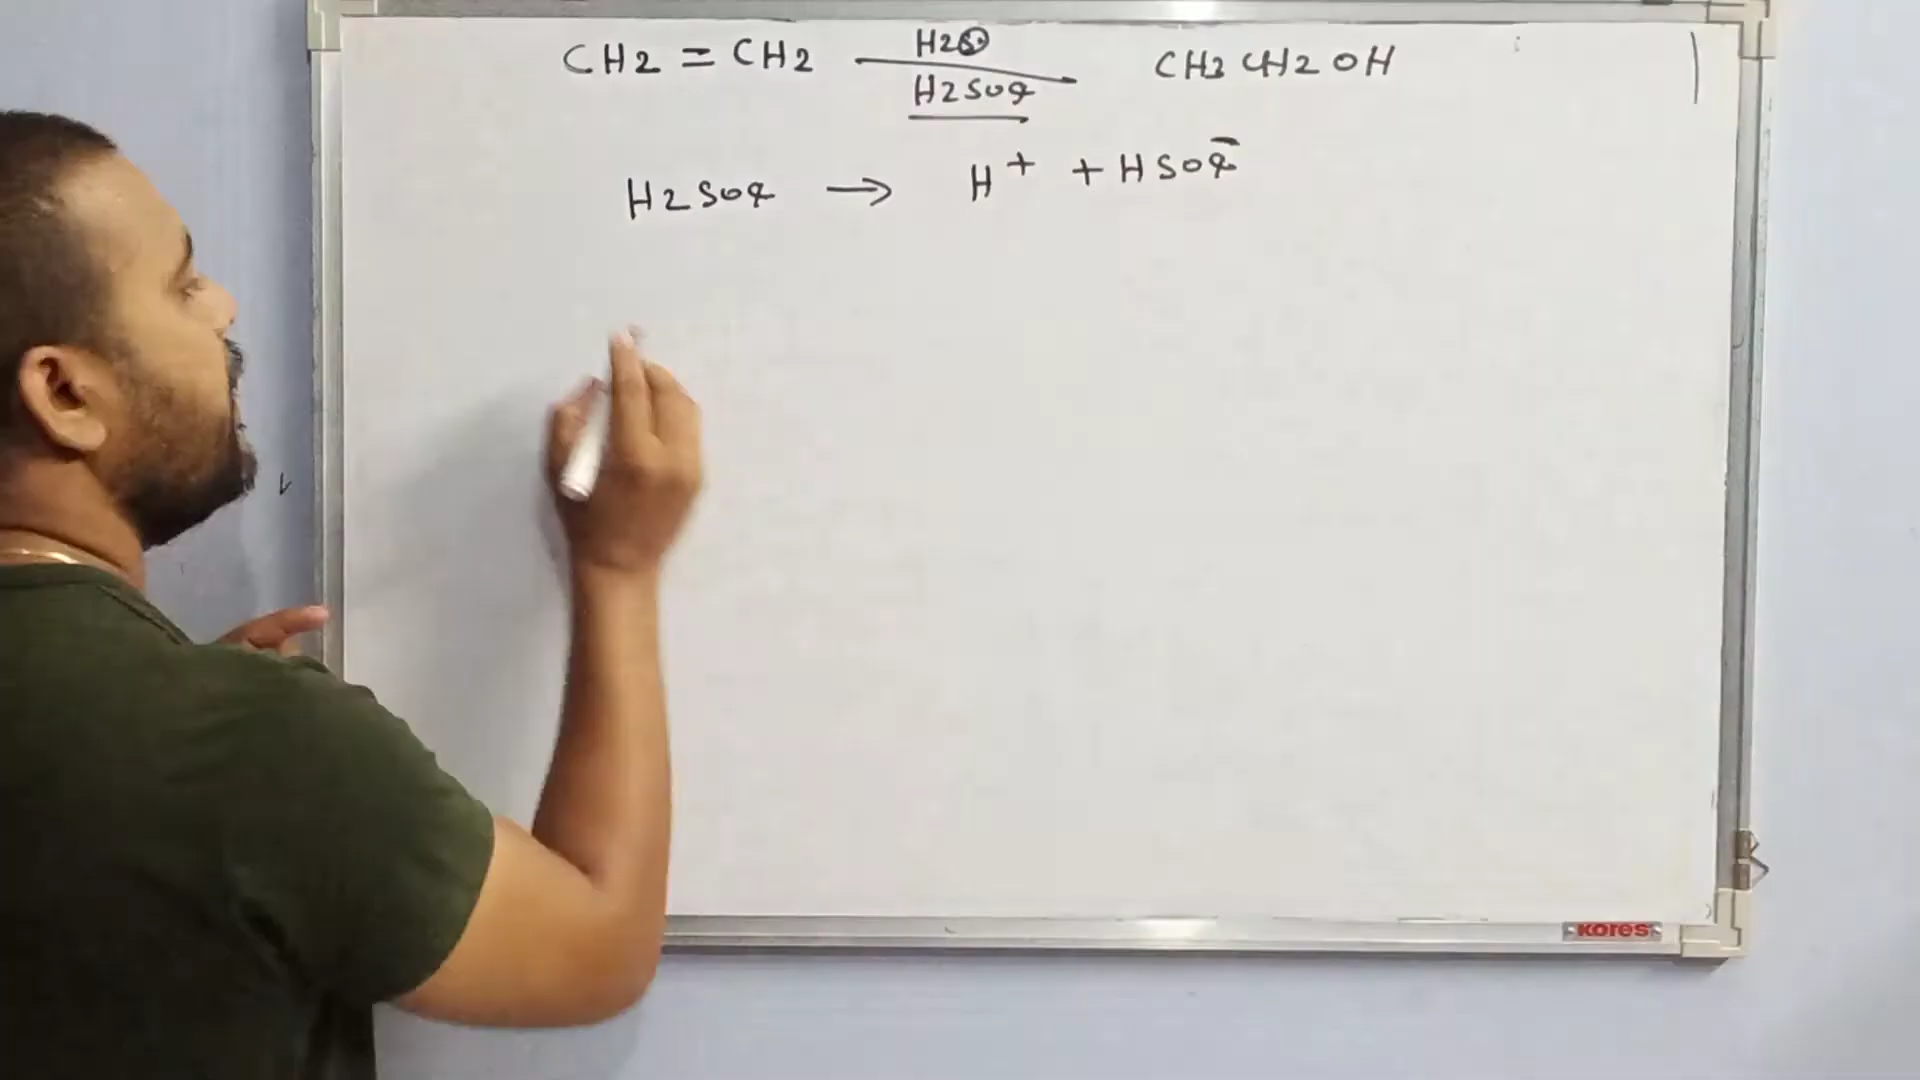 CH2 = CH2 H2O / H2SO4 → CH3 CH2 OH
H2SO4 → H+ + HSO4-
KORES